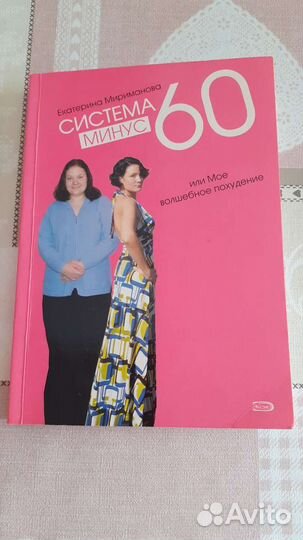 Екатерина Мириманова
СИСТЕМА
МИНУС
60
или Мое
волшебное похудение
Avito